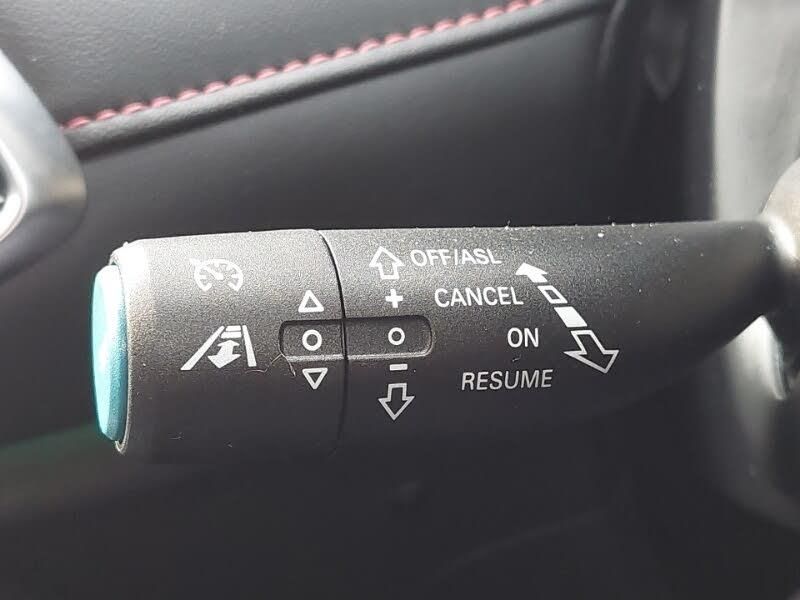 OFF/ASL
+ CANCEL
ON
- RESUME